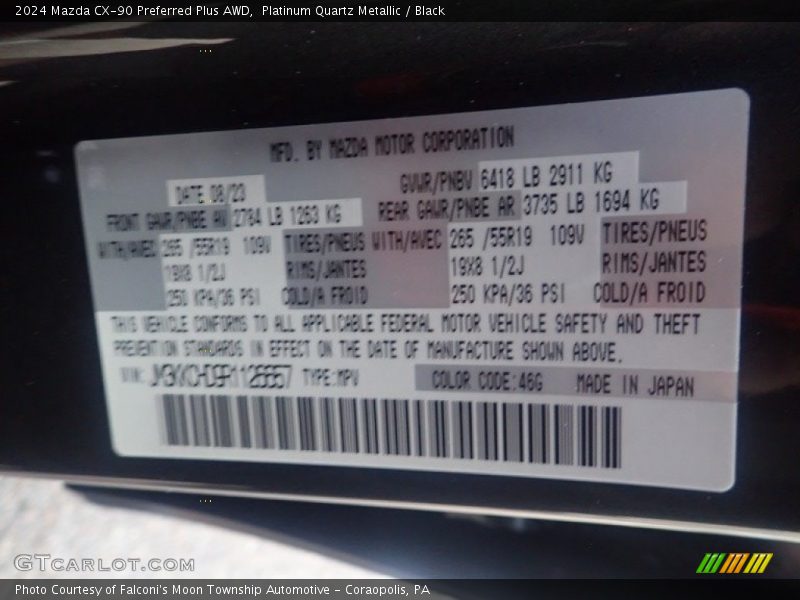 2024 Mazda CX-90 Preferred Plus AWD, Platinum Quartz Metallic / Black
MFD. BY MAZDA MOTOR CORPORATION
DATE 08/23 GVWR/PNBV 6418 LB 2911 KG
FRONT GAWR/PNBE AV 2784 LB 1263 KG REAR GAWR/PNBE AR 3735 LB 1694 KG
WITH/AVEC 265 /55R19 109V TIRES/PNEUS WITH/AVEC 265 /55R19 109V TIRES/PNEUS
19X8 1/2J RIMS/JANTES 19X8 1/2J RIMS/JANTES
250 KPA/36 PSI COLD/A FROID 250 KPA/36 PSI COLD/A FROID
THIS VEHICLE CONFORMS TO ALL APPLICABLE FEDERAL MOTOR VEHICLE SAFETY AND THEFT
PREVENTION STANDARDS IN EFFECT ON THE DATE OF MANUFACTURE SHOWN ABOVE.
VIN: TYPE:MPV COLOR CODE:46G MADE IN JAPAN
GTCARLOT.COM
Photo Courtesy of Falconi's Moon Township Automotive - Coraopolis, PA